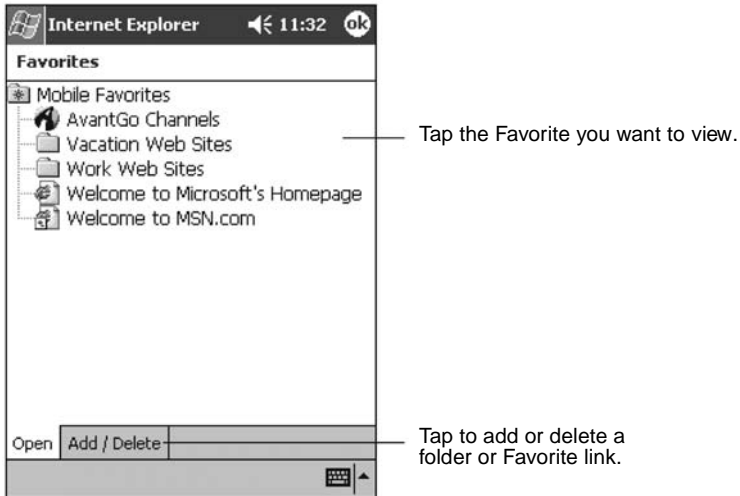 Internet Explorer 11:32 ok
Favorites
Mobile Favorites
AvantGo Channels
Vacation Web Sites
Work Web Sites
Welcome to Microsoft's Homepage
Welcome to MSN.com
Tap the Favorite you want to view.
Open Add / Delete
Tap to add or delete a
folder or Favorite link.